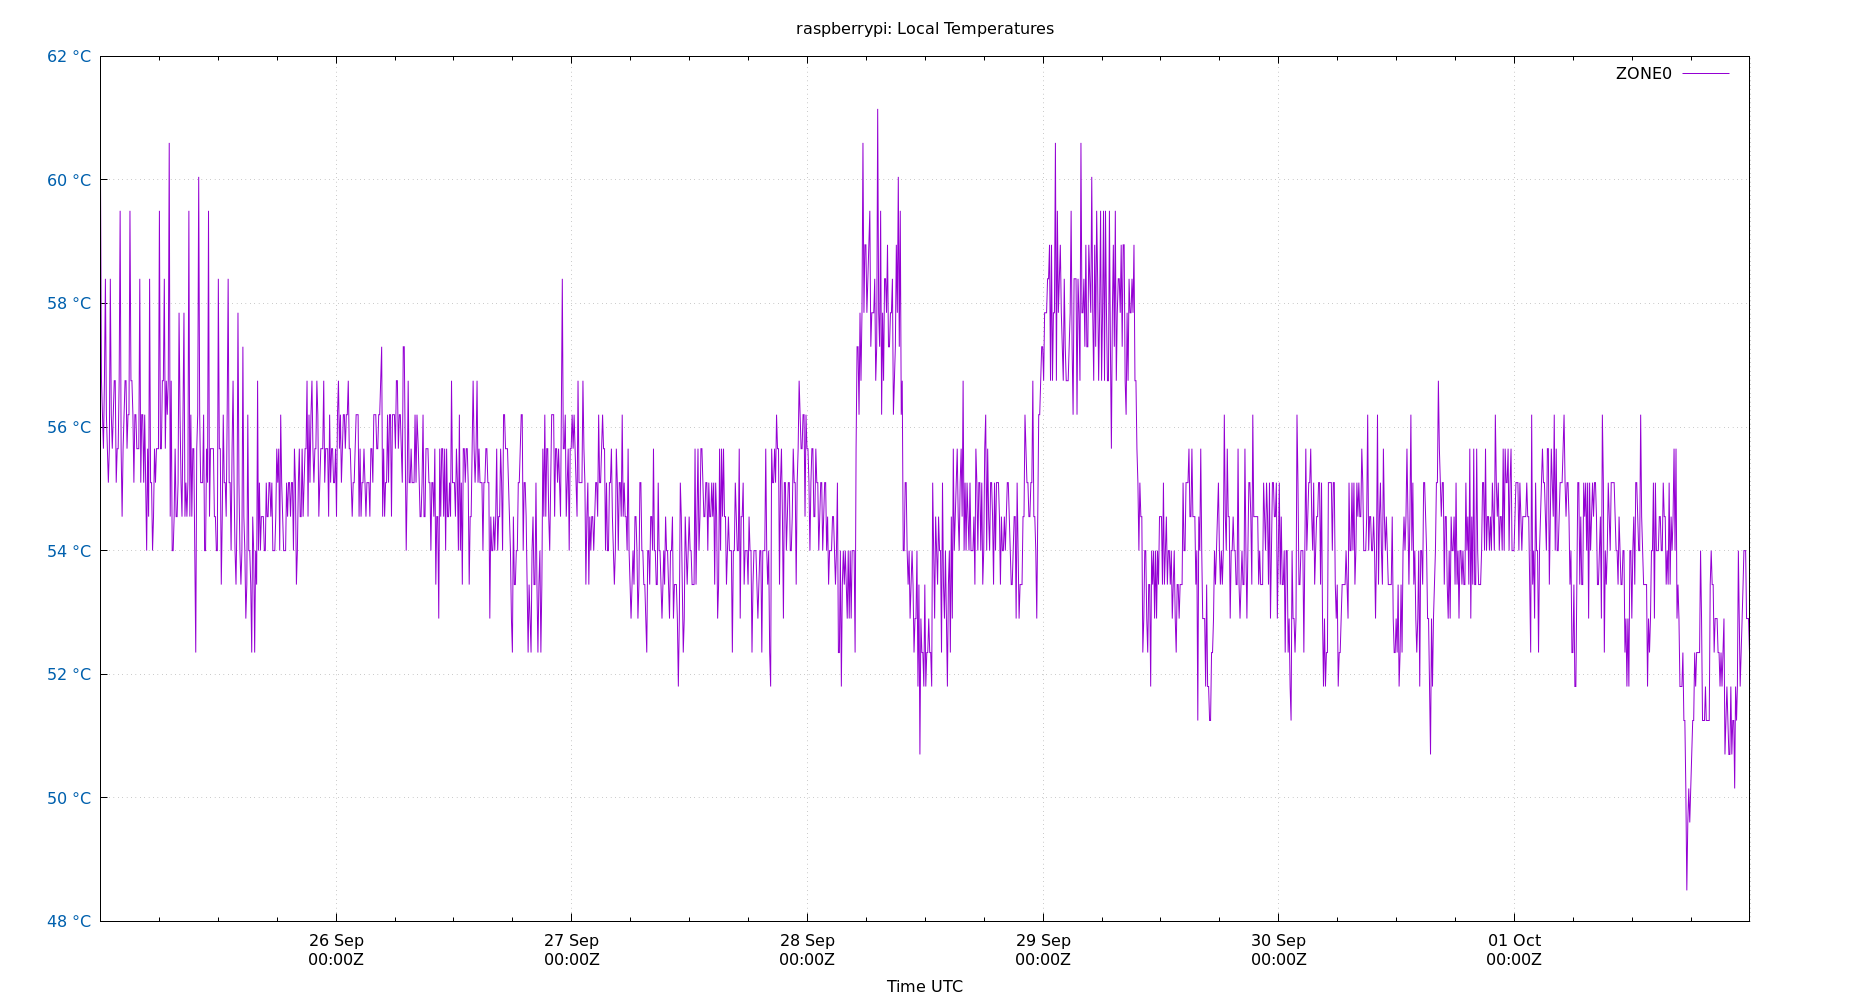 raspberrypi: Local Temperatures
62 °C
ZONE0
60 °C
58 °C
56 °C
54 °C
52 °C
50 °C
48 °C
26 Sep 27 Sep 28 Sep 29 Sep 30 Sep 01 Oct
00:00Z 00:00Z 00:00Z 00:00Z 00:00Z 00:00Z
Time UTC